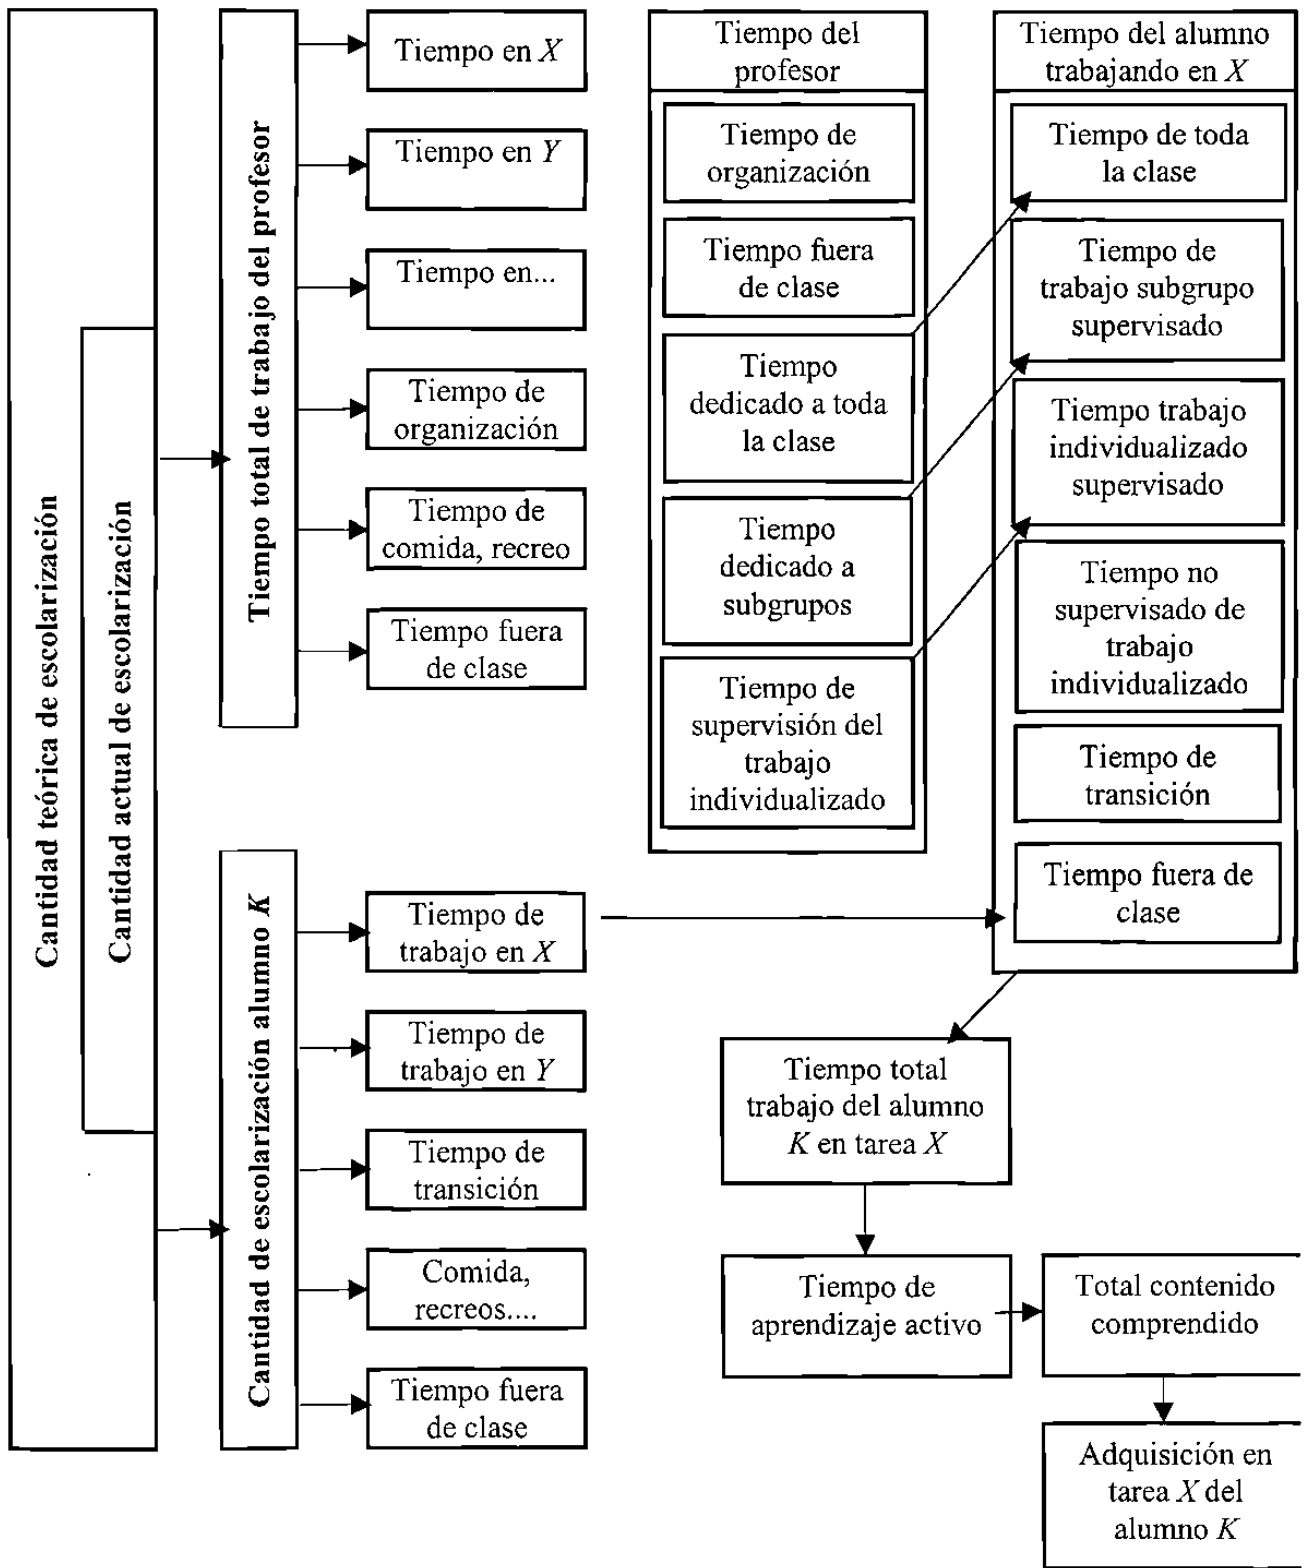 Cantidad teórica de escolarización
Cantidad actual de escolarización
Tiempo total de trabajo del profesor
Tiempo en X
Tiempo en Y
Tiempo en...
Tiempo de
organización
Tiempo de
comida, recreo
Tiempo fuera
de clase
Cantidad de escolarización alumno K
Tiempo de
trabajo en X
Tiempo de
trabajo en Y
Tiempo de
transición
Comida,
recreos....
Tiempo fuera
de clase
Tiempo del
profesor
Tiempo de
organización
Tiempo fuera
de clase
Tiempo
dedicado a toda
la clase
Tiempo
dedicado a
subgrupos
Tiempo de
supervisión del
trabajo
individualizado
Tiempo del alumno
trabajando en X
Tiempo de toda
la clase
Tiempo de
trabajo subgrupo
supervisado
Tiempo trabajo
individualizado
supervisado
Tiempo no
supervisado de
trabajo
individualizado
Tiempo de
transición
Tiempo fuera de
clase
Tiempo total
trabajo del alumno
K en tarea X
Tiempo de
aprendizaje activo
Total contenido
comprendido
Adquisición en
tarea X del
alumno K